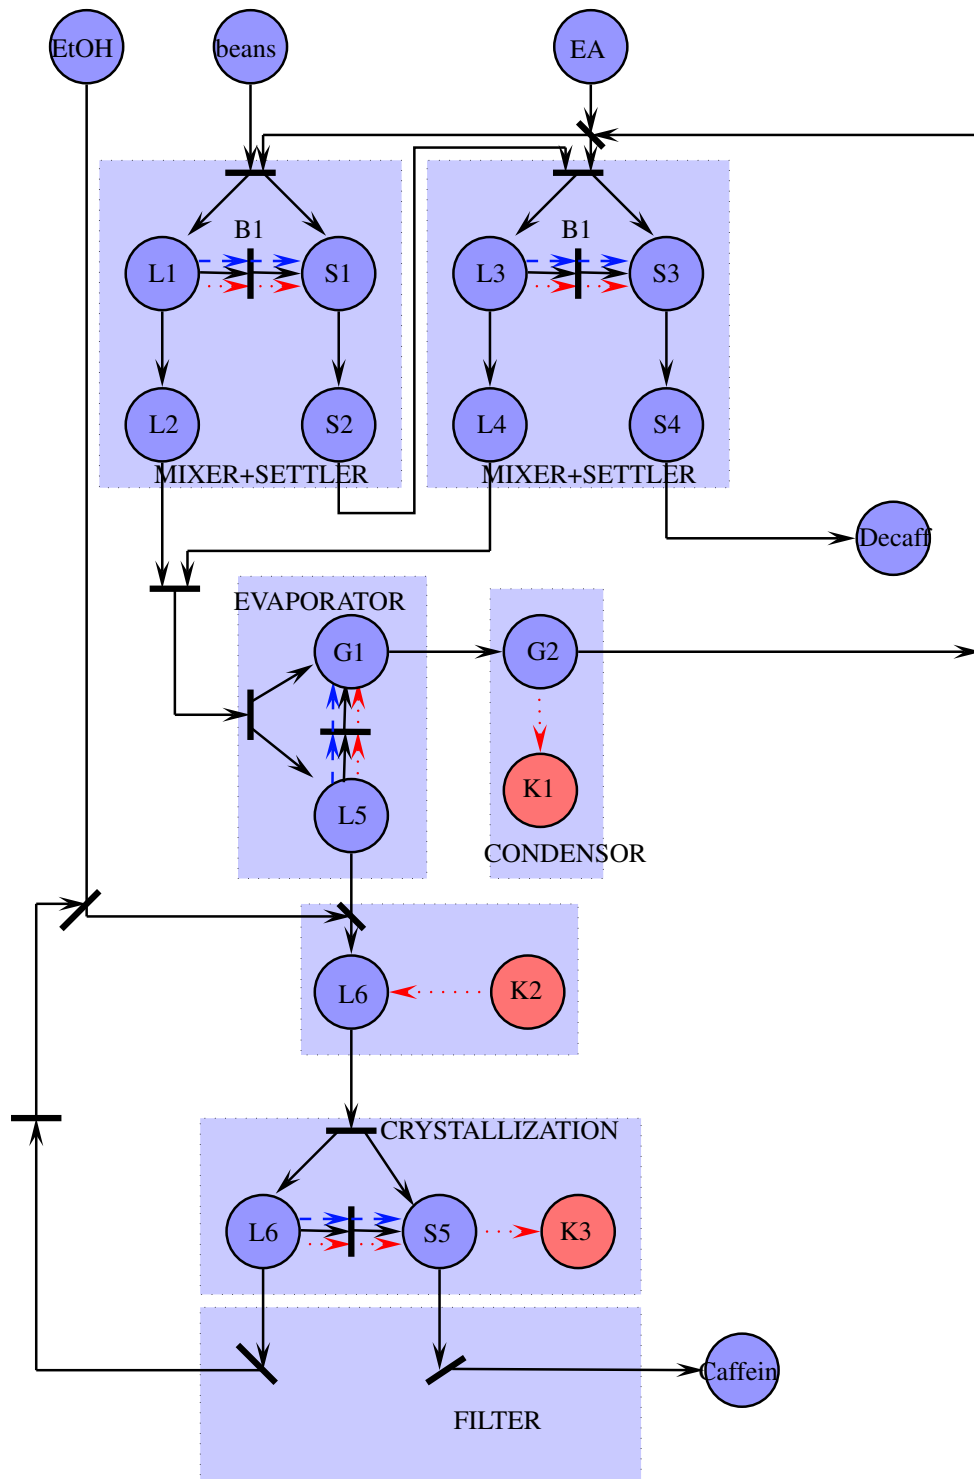 EtOH
beans
EA
B1
B1
L1
S1
L3
S3
L2
S2
L4
S4
MIXER+SETTLER
MIXER+SETTLER
Decaff
EVAPORATOR
G1
G2
K1
L5
CONDENSOR
L6
K2
CRYSTALLIZATION
L6
S5
K3
Caffein
FILTER